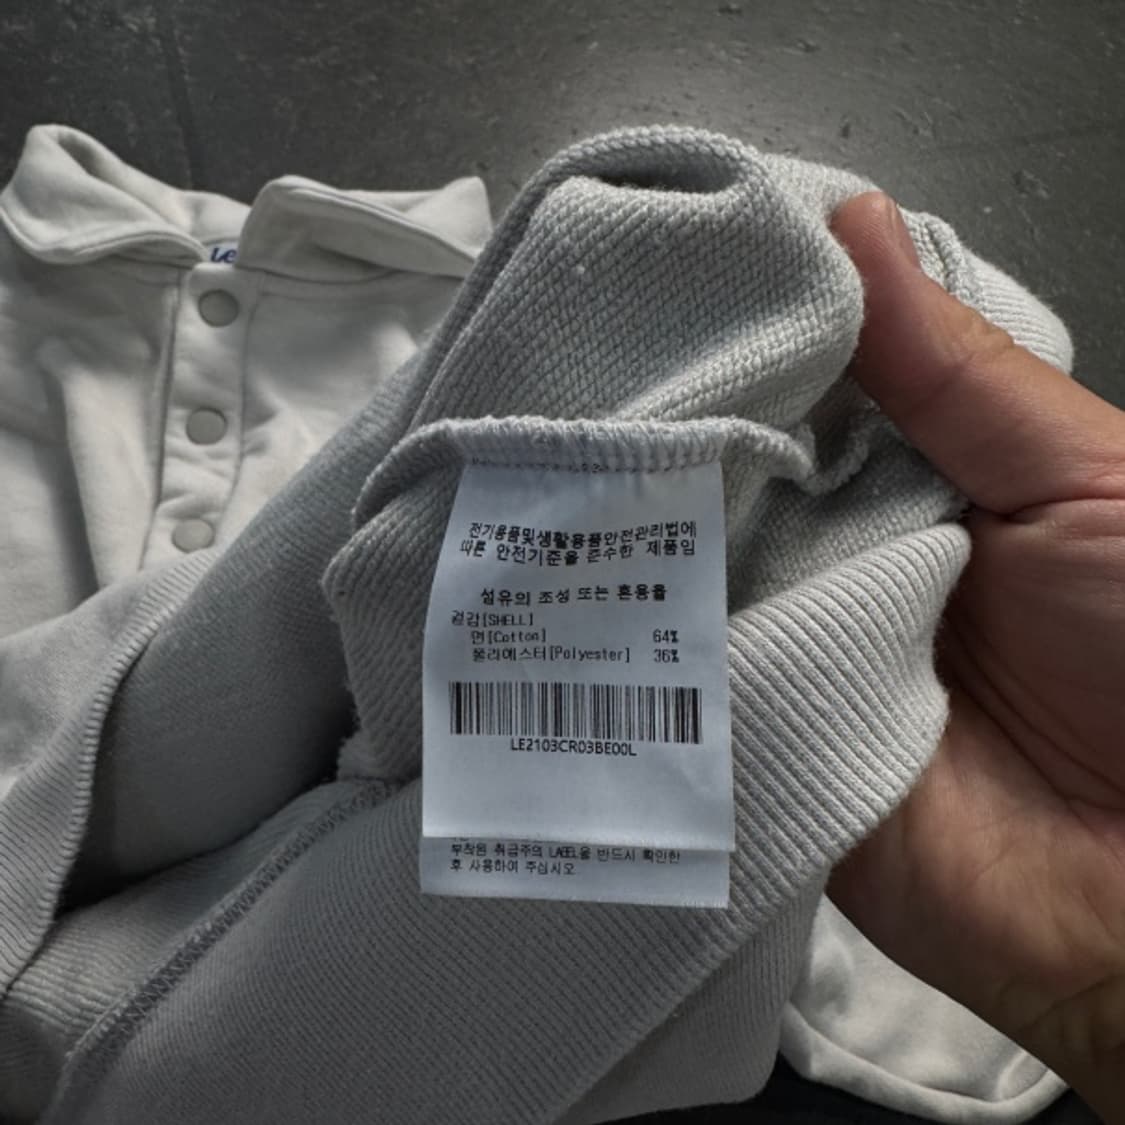 Le
전기용품및생활용품안전관리법에
따른 안전기준을 준수한 제품임
섬유의 조성 또는 혼용율
겉감[SHELL]
면[Cotton] 64%
폴리에스터[Polyester] 36%
LE2103CR03BE00L
부착된 취급주의 LABEL을 반드시 확인한
후 사용하여 주십시오